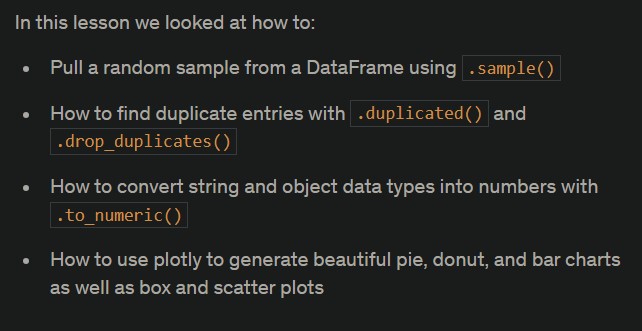 In this lesson we looked at how to:
• Pull a random sample from a DataFrame using .sample()
• How to find duplicate entries with .duplicated() and
.drop_duplicates()
• How to convert string and object data types into numbers with
.to_numeric()
• How to use plotly to generate beautiful pie, donut, and bar charts
as well as box and scatter plots